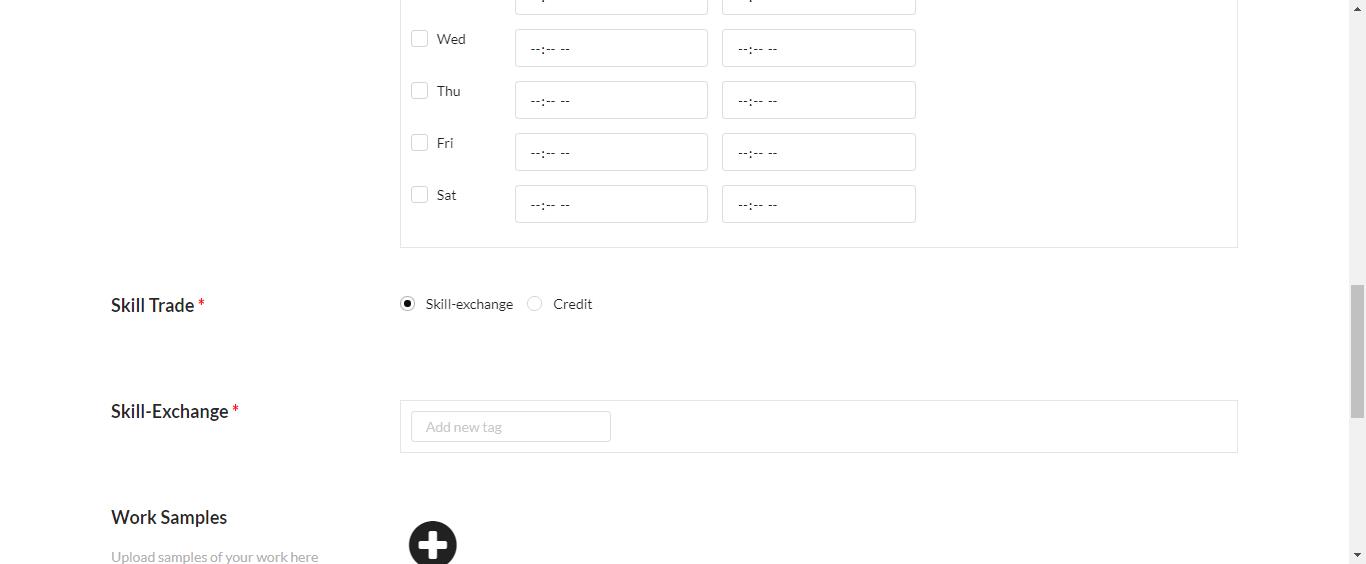 Wed --:-- -- --:-- --
Thu --:-- -- --:-- --
Fri --:-- -- --:-- --
Sat --:-- -- --:-- --
Skill Trade * Skill-exchange Credit
Skill-Exchange *
Add new tag
Work Samples
Upload samples of your work here